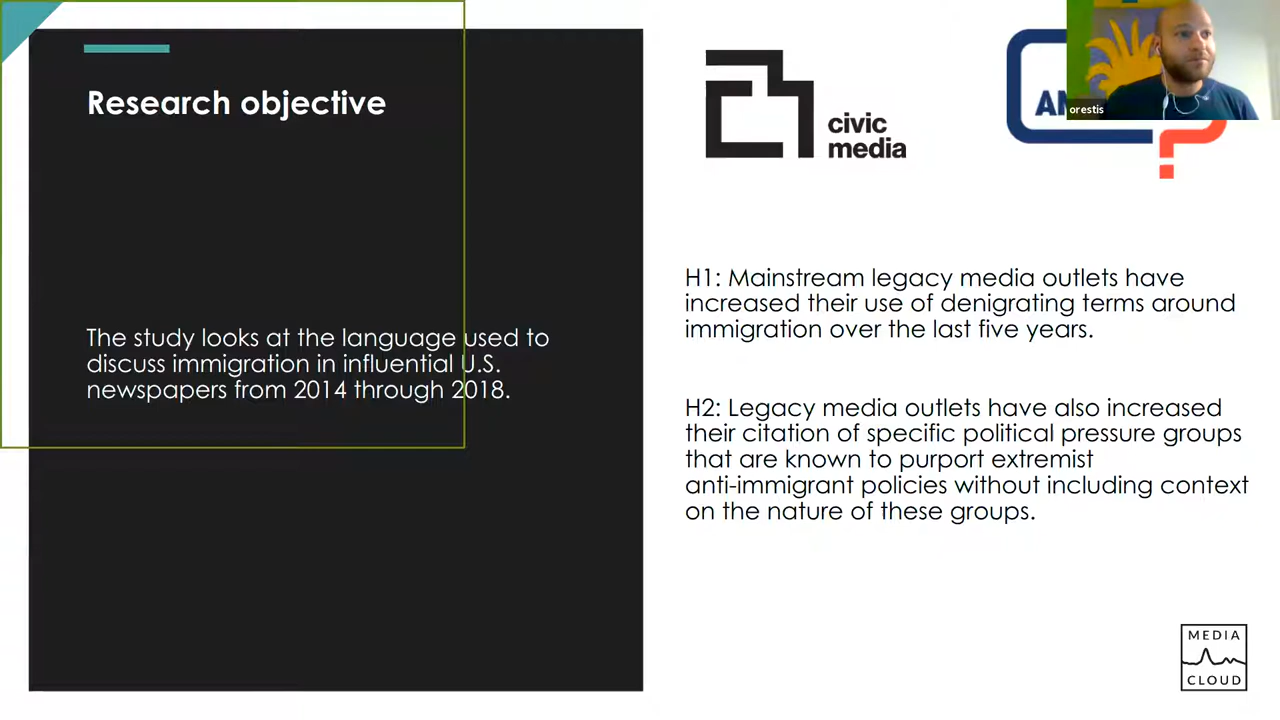 Research objective
The study looks at the language used to
discuss immigration in influential U.S.
newspapers from 2014 through 2018.
civic
media
orestis
H1: Mainstream legacy media outlets have
increased their use of denigrating terms around
immigration over the last five years.
H2: Legacy media outlets have also increased
their citation of specific political pressure groups
that are known to purport extremist
anti-immigrant policies without including context
on the nature of these groups.
MEDIA
CLOUD